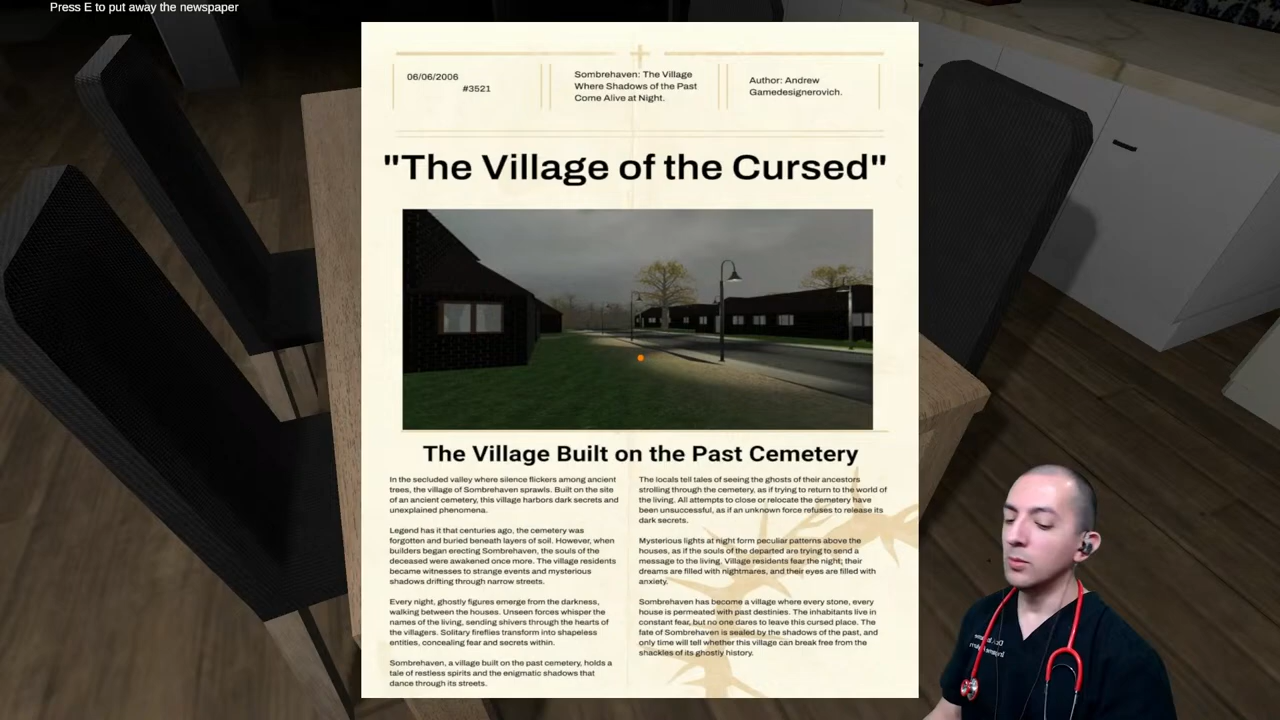 Press E to put away the newspaper
06/06/2006
#3521
Sombrehaven: The Village
Where Shadows of the Past
Come Alive at Night.
Author: Andrew
Gamedesignerovich.
"The Village of the Cursed"
The Village Built on the Past Cemetery
In the secluded valley where silence flickers among ancient
trees, the village of Sombrehaven sprawls. Built on the site
of an ancient cemetery, this village harbors dark secrets and
unexplained phenomena.
Legend has it that centuries ago, the cemetery was
forgotten and buried beneath layers of soil. However, when
builders began erecting Sombrehaven, the souls of the
deceased were awakened once more. The village residents
became witnesses to strange events and mysterious
shadows drifting through narrow streets.
Every night, ghostly figures emerge from the darkness,
walking between the houses. Unseen forces whisper the
names of the living, sending shivers through the hearts of
the villagers. Solitary fireflies transform into shapeless
entities, concealing fear and secrets within.
Sombrehaven, a village built on the past cemetery, holds a
tale of restless spirits and the enigmatic shadows that
dance through its streets.
The locals tell tales of seeing the ghosts of their ancestors
strolling through the cemetery, as if trying to return to the world of
the living. All attempts to close or relocate the cemetery have
been unsuccessful, as if an unknown force refuses to release its
dark secrets.
Mysterious lights at night form peculiar patterns above the
houses, as if the souls of the departed are trying to send a
message to the living. Village residents fear the night; their
dreams are filled with nightmares, and their eyes are filled with
anxiety.
Sombrehaven has become a village where every stone, every
house is permeated with past destinies. The inhabitants live in
constant fear, but no one dares to leave this cursed place. The
fate of Sombrehaven is sealed by the shadows of the past, and
only time will tell whether this village can break free from the
shackles of its ghostly history.